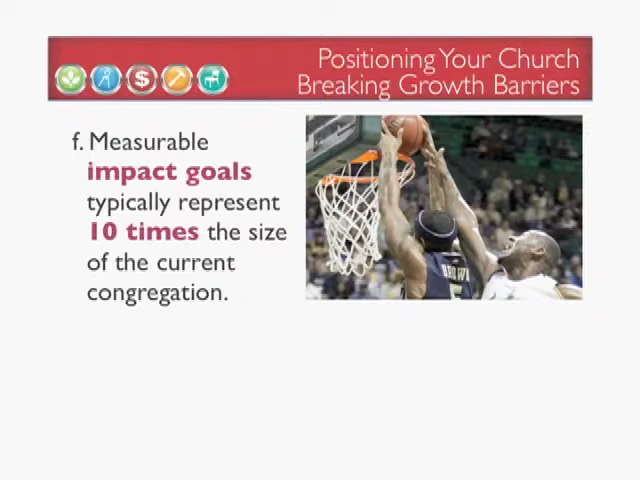 Positioning Your Church
Breaking Growth Barriers
$
f. Measurable
impact goals
typically represent
10 times the size
of the current
congregation.
BROWN